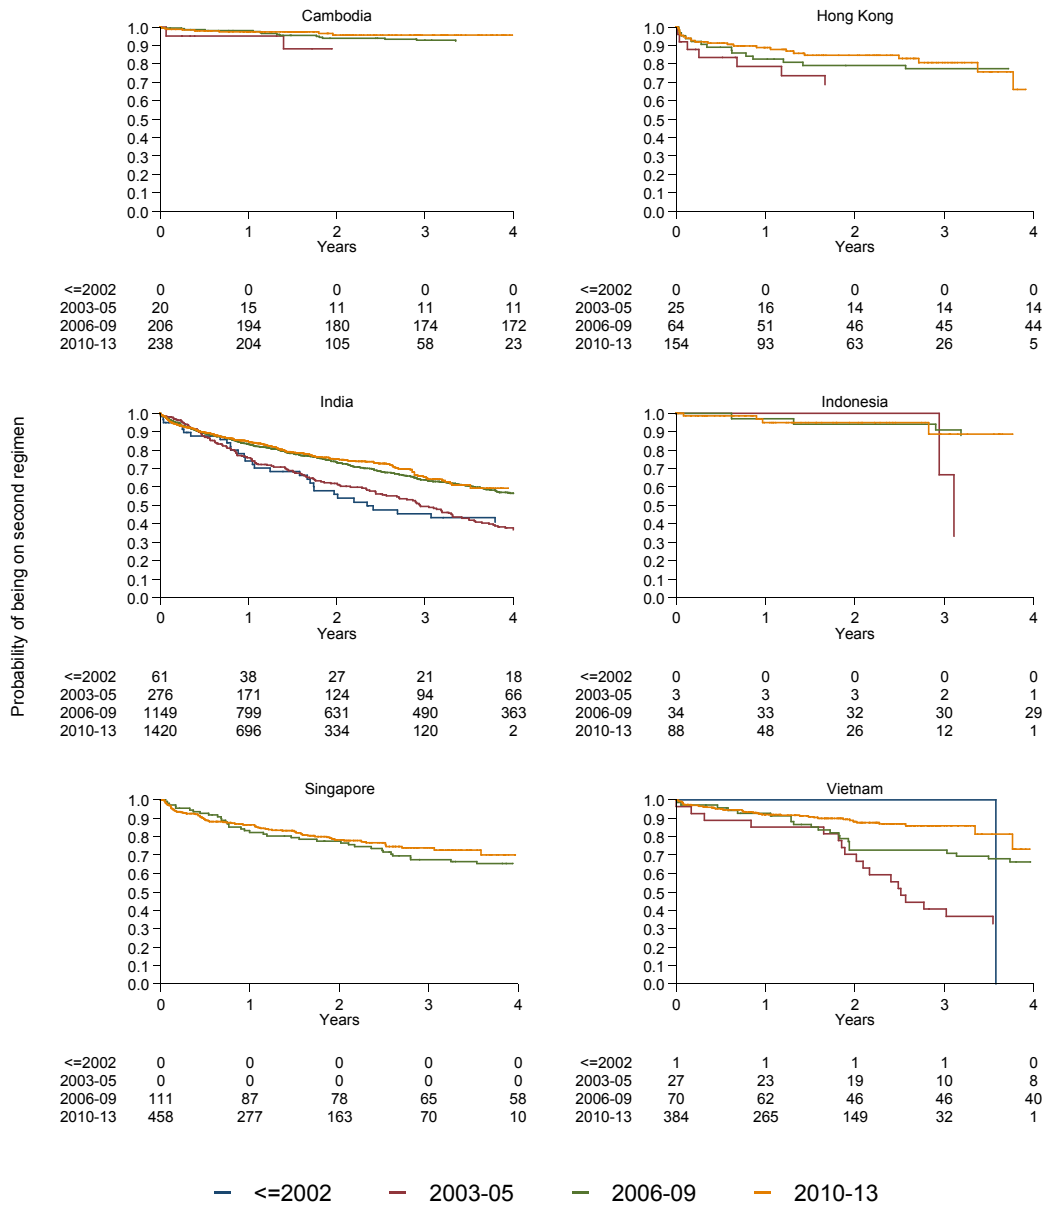 Probability of being on second regimen
Cambodia
1.0
0.9
0.8
0.7
0.6
0.5
0.4
0.3
0.2
0.1
0.0
0 1 2 3 4
Years
<=2002 0 0 0 0 0
2003-05 20 15 11 11 11
2006-09 206 194 180 174 172
2010-13 238 204 105 58 23
Hong Kong
1.0
0.9
0.8
0.7
0.6
0.5
0.4
0.3
0.2
0.1
0.0
0 1 2 3 4
Years
<=2002 0 0 0 0 0
2003-05 25 16 14 14 14
2006-09 64 51 46 45 44
2010-13 154 93 63 26 5
India
1.0
0.9
0.8
0.7
0.6
0.5
0.4
0.3
0.2
0.1
0.0
0 1 2 3 4
Years
<=2002 61 38 27 21 18
2003-05 276 171 124 94 66
2006-09 1149 799 631 490 363
2010-13 1420 696 334 120 2
Indonesia
1.0
0.9
0.8
0.7
0.6
0.5
0.4
0.3
0.2
0.1
0.0
0 1 2 3 4
Years
<=2002 0 0 0 0 0
2003-05 3 3 3 2 1
2006-09 34 33 32 30 29
2010-13 88 48 26 12 1
Singapore
1.0
0.9
0.8
0.7
0.6
0.5
0.4
0.3
0.2
0.1
0.0
0 1 2 3 4
Years
<=2002 0 0 0 0 0
2003-05 0 0 0 0 0
2006-09 111 87 78 65 58
2010-13 458 277 163 70 10
Vietnam
1.0
0.9
0.8
0.7
0.6
0.5
0.4
0.3
0.2
0.1
0.0
0 1 2 3 4
Years
<=2002 1 1 1 1 0
2003-05 27 23 19 10 8
2006-09 70 62 46 46 40
2010-13 384 265 149 32 1
<=2002 2003-05 2006-09 2010-13